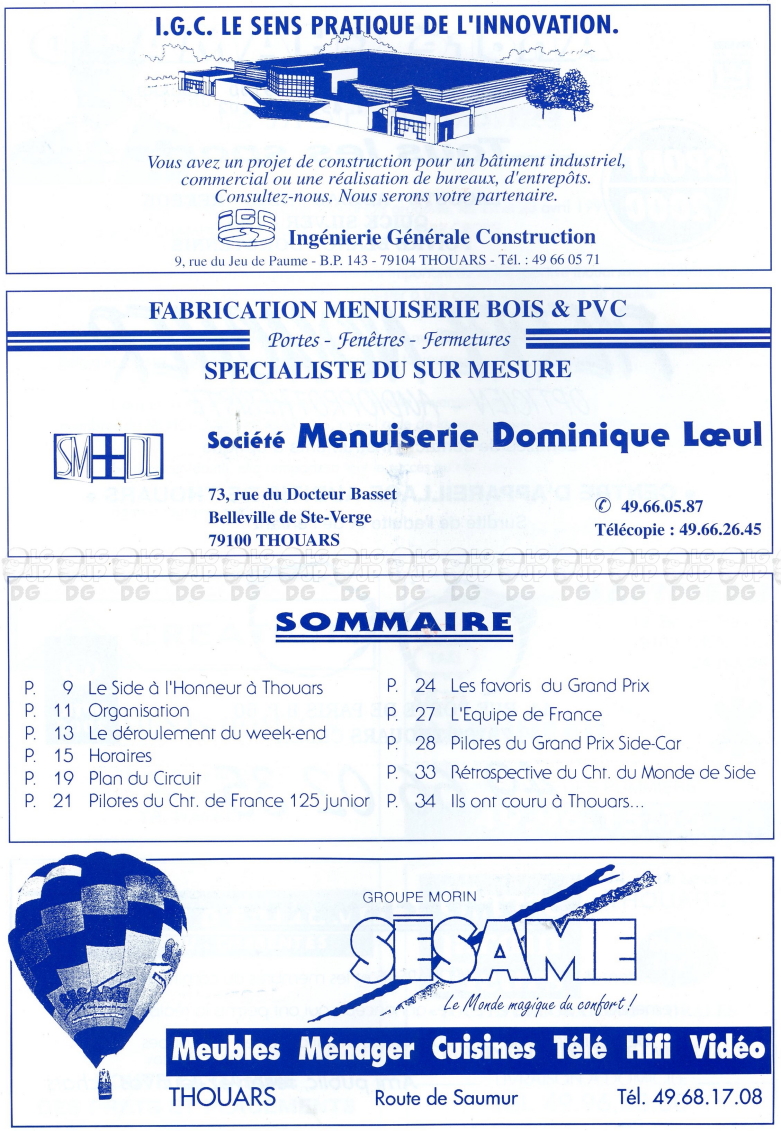 I.G.C. LE SENS PRATIQUE DE L'INNOVATION.
Vous avez un projet de construction pour un bâtiment industriel,
commercial ou une réalisation de bureaux, d'entrepôts.
Consultez-nous. Nous serons votre partenaire.
iGC
Ingénierie Générale Construction
9, rue du Jeu de Paume - B.P. 143 - 79104 THOUARS - Tél. : 49 66 05 71
FABRICATION MENUISERIE BOIS & PVC
Portes - Fenêtres - Fermetures
SPECIALISTE DU SUR MESURE
SM DL
Société Menuiserie Dominique Lœul
73, rue du Docteur Basset
Belleville de Ste-Verge
79100 THOUARS
✆ 49.66.05.87
Télécopie : 49.66.26.45
SOMMAIRE
P. 9 Le Side à l'Honneur à Thouars
P. 11 Organisation
P. 13 Le déroulement du week-end
P. 15 Horaires
P. 19 Plan du Circuit
P. 21 Pilotes du Cht. de France 125 junior
P. 24 Les favoris du Grand Prix
P. 27 L'Equipe de France
P. 28 Pilotes du Grand Prix Side-Car
P. 33 Rétrospective du Cht. du Monde de Side
P. 34 Ils ont couru à Thouars...
GROUPE MORIN
SESAME
Le Monde magique du confort !
SESAME
Meubles Ménager Cuisines Télé Hifi Vidéo
THOUARS Route de Saumur Tél. 49.68.17.08